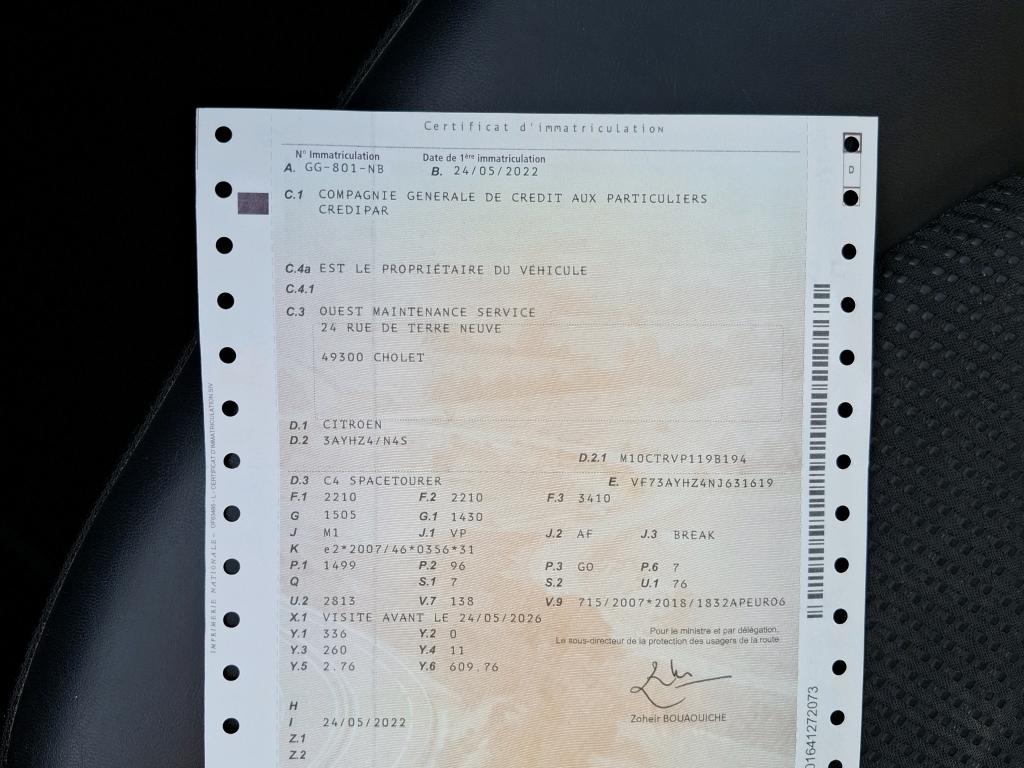 Certificat d'immatriculation
N° Immatriculation Date de 1ère immatriculation
A. GG-801-NB B. 24/05/2022
D
C.1 COMPAGNIE GENERALE DE CREDIT AUX PARTICULIERS
CREDIPAR
C.4a EST LE PROPRIÉTAIRE DU VÉHICULE
C.4.1
C.3 OUEST MAINTENANCE SERVICE
24 RUE DE TERRE NEUVE
49300 CHOLET
D.1 CITROEN
D.2 3AYHZ4/N4S
D.2.1 M10CTRVP119B194
D.3 C4 SPACETOURER E. VF73AYHZ4NJ631619
F.1 2210 F.2 2210 F.3 3410
G 1505 G.1 1430
J M1 J.1 VP J.2 AF J.3 BREAK
K e2*2007/46*0356*31
P.1 1499 P.2 96 P.3 GO P.6 7
Q S.1 7 S.2 U.1 76
U.2 2813 V.7 138 V.9 715/2007*2018/1832APEURO6
X.1 VISITE AVANT LE 24/05/2026
Y.1 336 Y.2 0
Y.3 260 Y.4 11
Y.5 2.76 Y.6 609.76
Pour le ministre et par délégation,
Le sous-directeur de la protection des usagers de la route
Zoheir BOUAOUICHE
H
I 24/05/2022
Z.1
Z.2
IMPRIMERIE NATIONALE
CERTIFICAT D'IMMATRICULATION SIV
01641272073